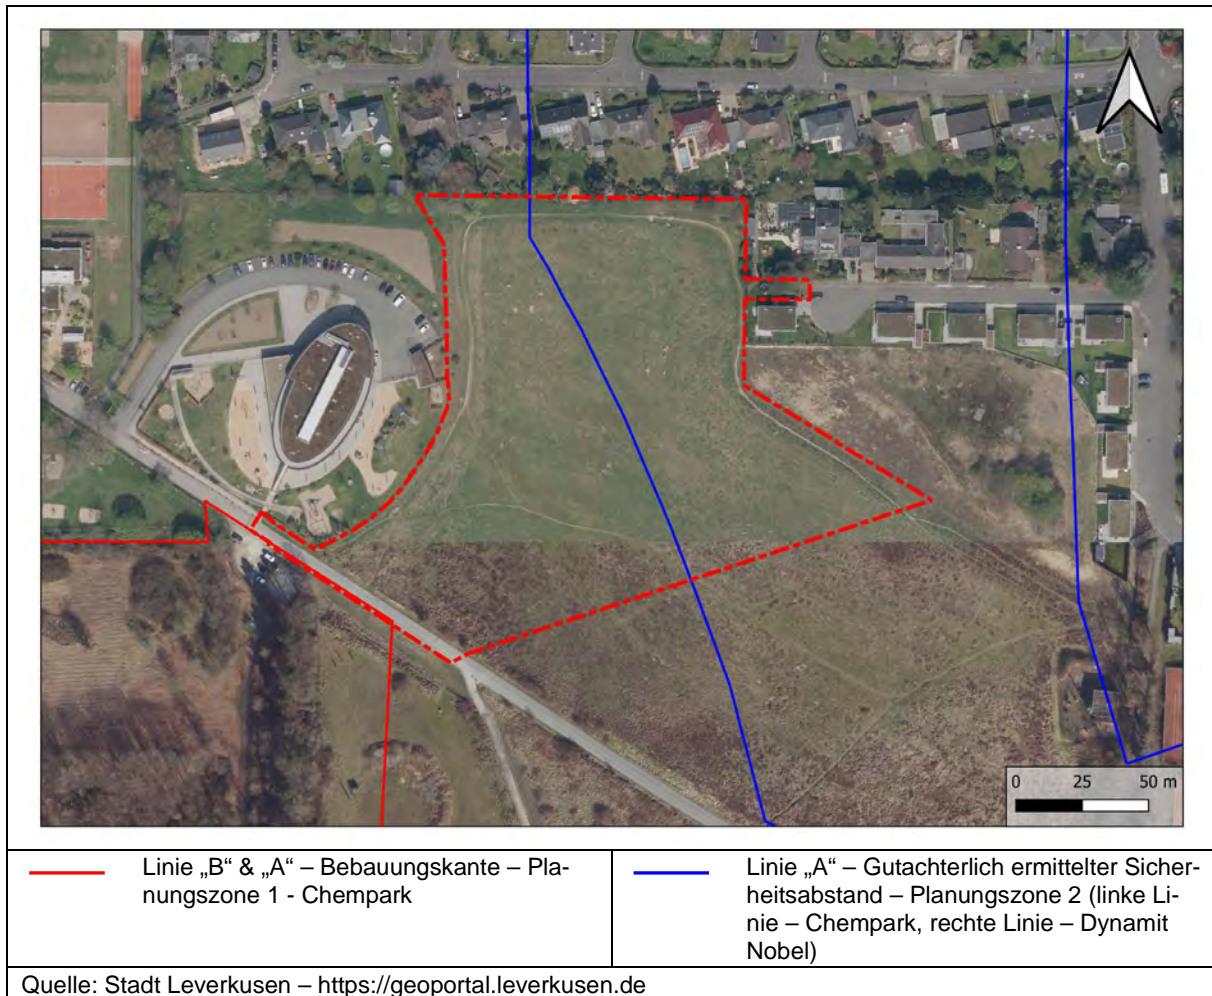 0 25 50 m
Linie „B“ & „A“ – Bebauungskante – Pla-
nungszone 1 - Chempark
Linie „A“ – Gutachterlich ermittelter Sicher-
heitsabstand – Planungszone 2 (linke Li-
nie – Chempark, rechte Linie – Dynamit
Nobel)
Quelle: Stadt Leverkusen – https://geoportal.leverkusen.de